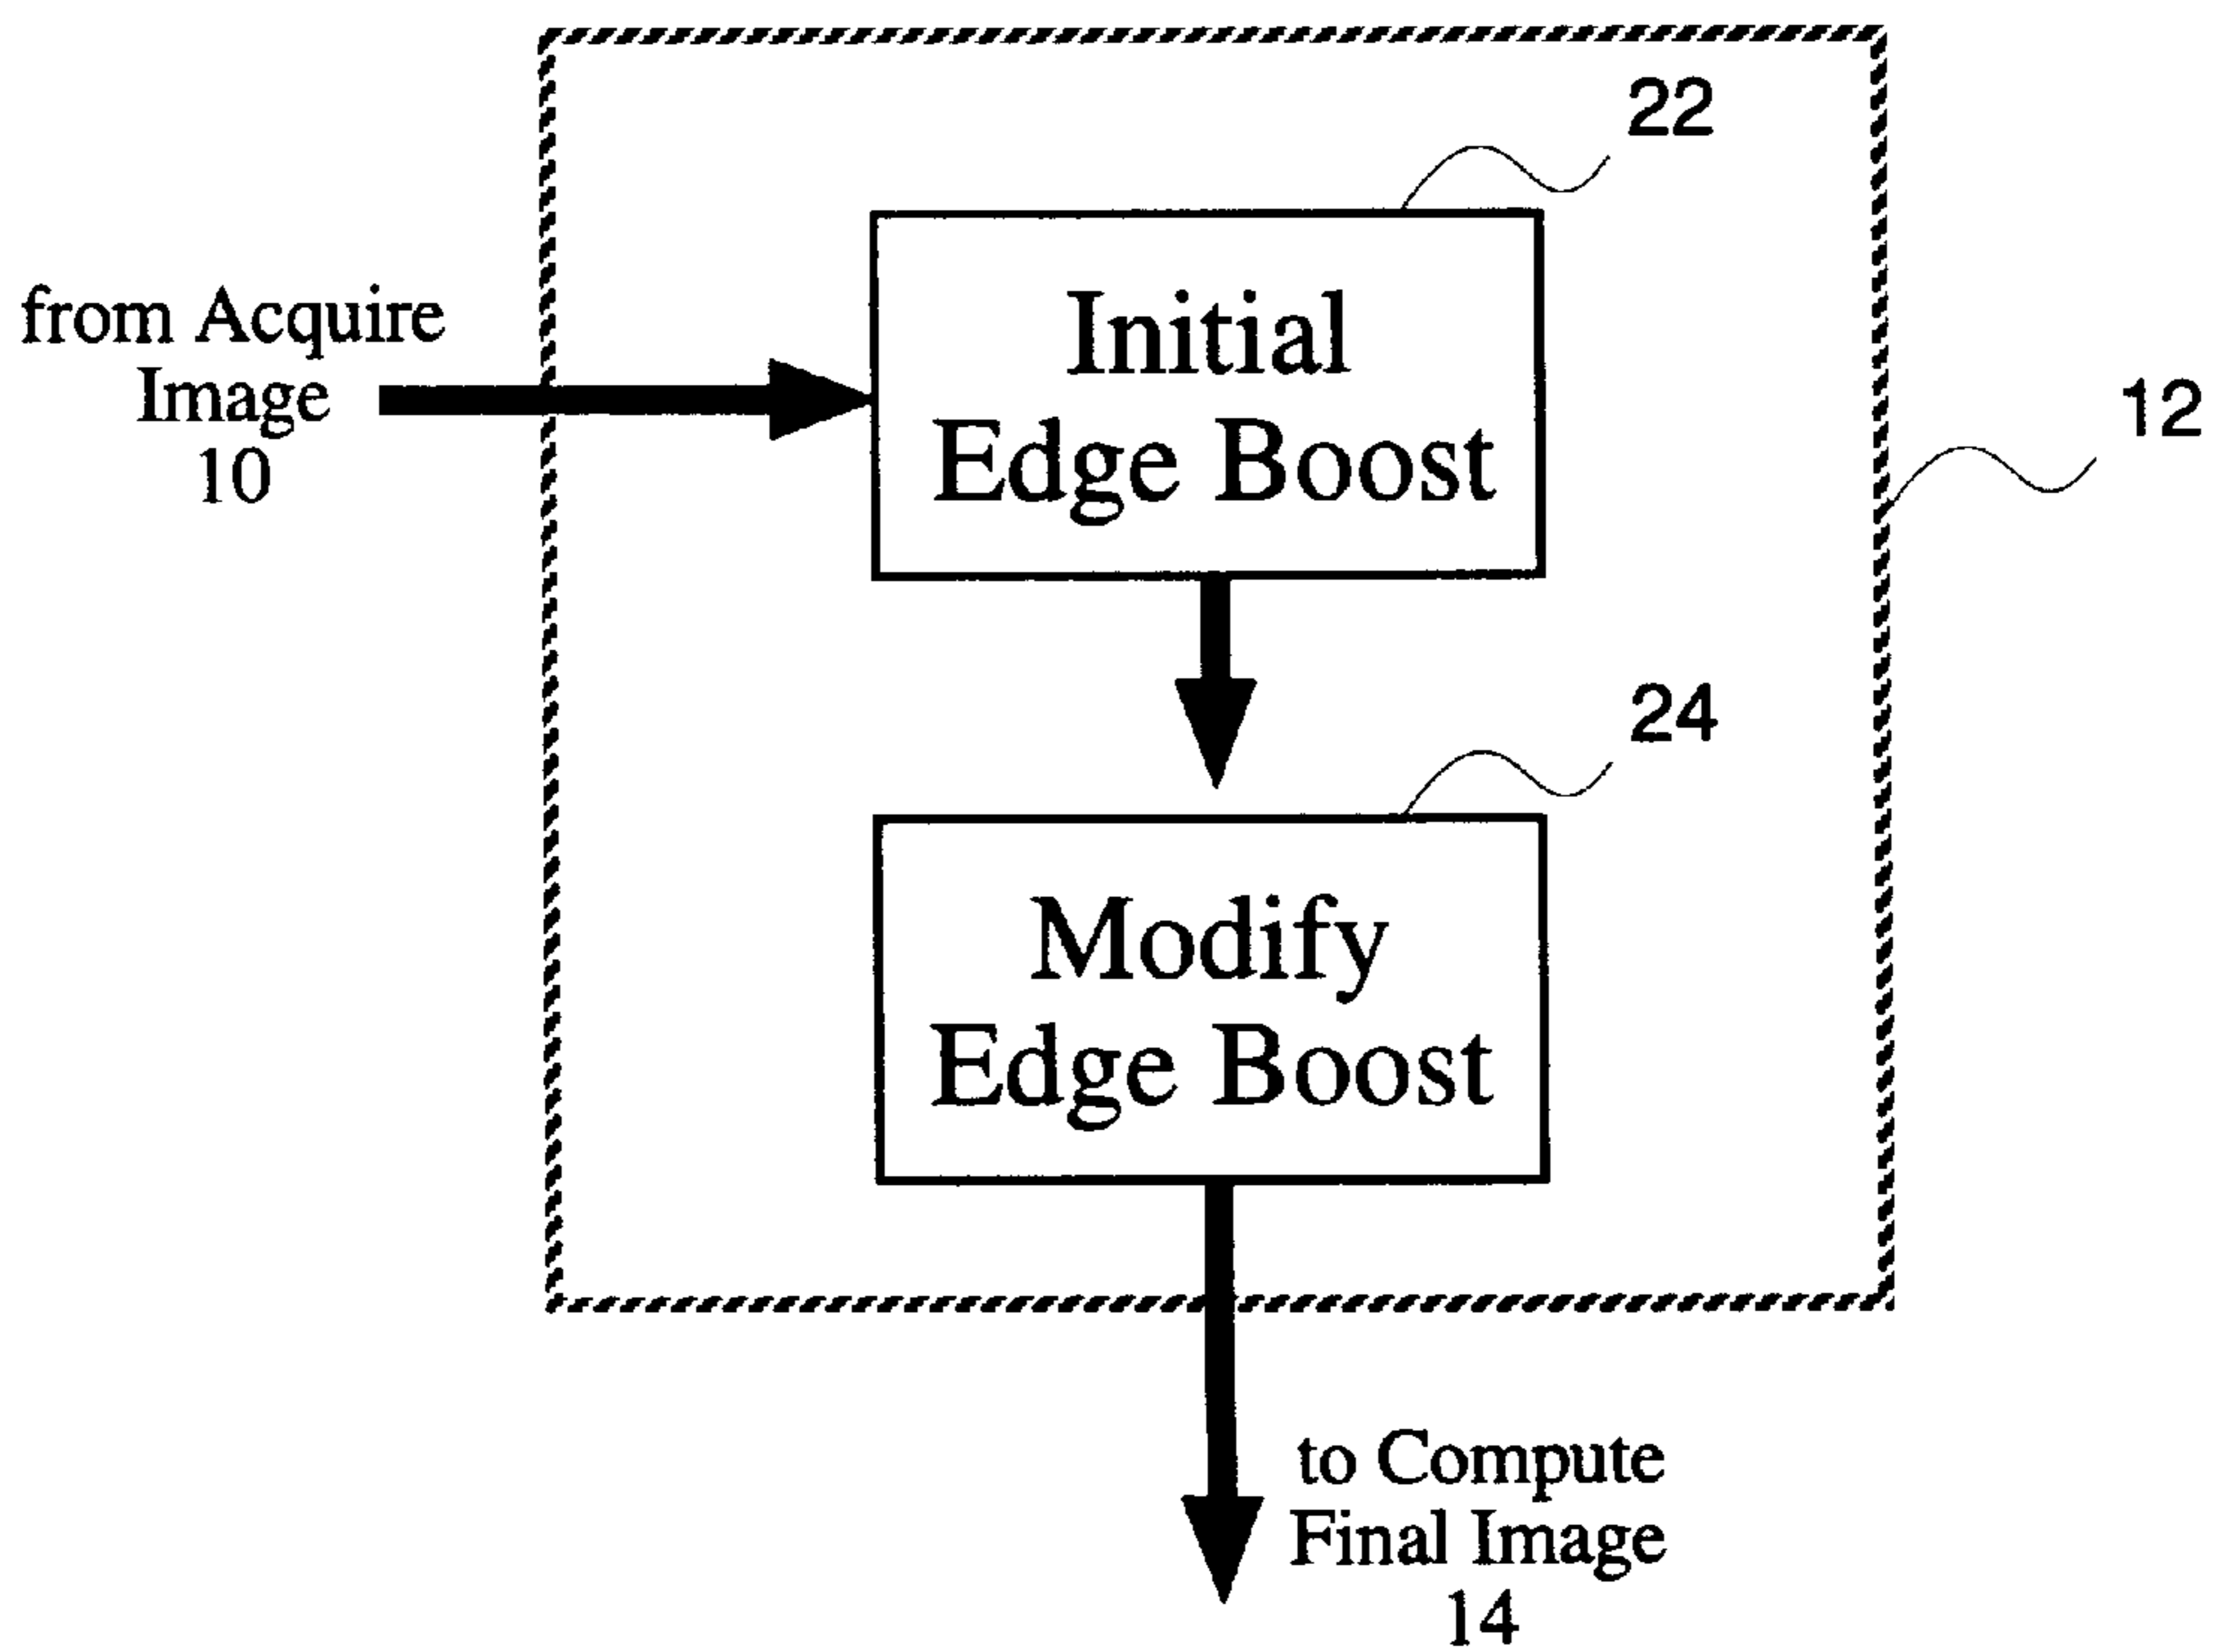 22
from Acquire
Image
10
Initial
Edge Boost
12
24
Modify
Edge Boost
to Compute
Final Image
14